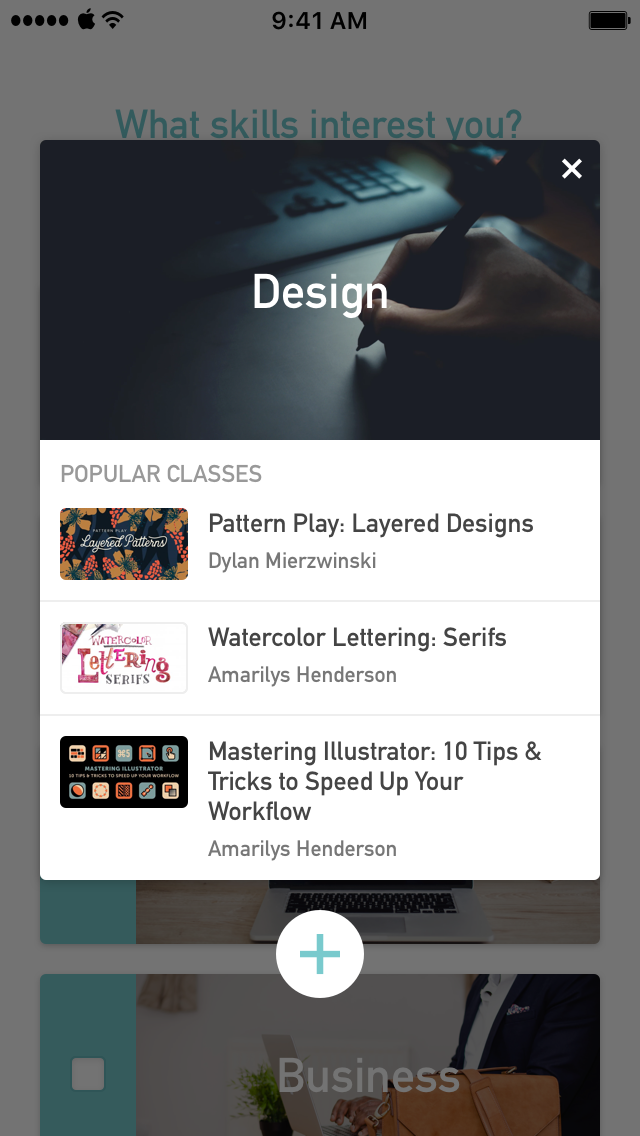 9:41 AM
What skills interest you?
Design
POPULAR CLASSES
PATTERN PLAY
Layered Patterns
Pattern Play: Layered Designs
Dylan Mierzwinski
WATERCOLOR
LETTERING
SERIFS
Watercolor Lettering: Serifs
Amarilys Henderson
MASTERING ILLUSTRATOR
10 TIPS & TRICKS TO SPEED UP YOUR WORKFLOW
Mastering Illustrator: 10 Tips &
Tricks to Speed Up Your
Workflow
Amarilys Henderson
Business